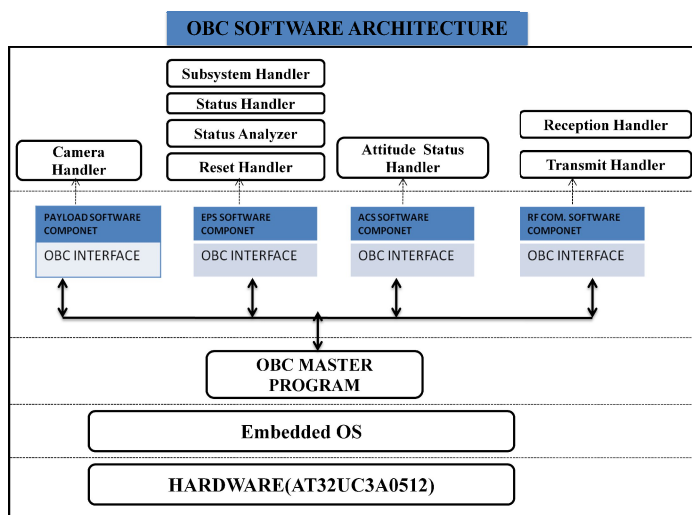 OBC SOFTWARE ARCHITECTURE
Subsystem Handler
Status Handler
Status Analyzer
Reset Handler
Camera
Handler
Attitude Status
Handler
Reception Handler
Transmit Handler
PAYLOAD SOFTWARE
COMPONET
OBC INTERFACE
EPS SOFTWARE
COMPONET
OBC INTERFACE
ACS SOFTWARE
COMPONET
OBC INTERFACE
RF COM. SOFTWARE
COMPONET
OBC INTERFACE
OBC MASTER
PROGRAM
Embedded OS
HARDWARE(AT32UC3A0512)